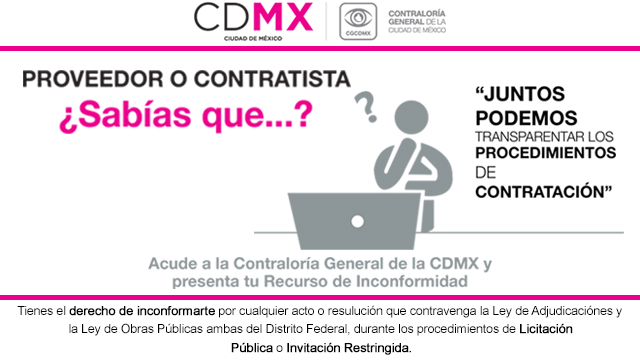 CDMX
CIUDAD DE MÉXICO
CGCDMX
CONTRALORÍA
GENERAL DE LA
CIUDAD DE MÉXICO
PROVEEDOR O CONTRATISTA
¿Sabías que...?
?
“JUNTOS
PODEMOS
TRANSPARENTAR LOS
PROCEDIMIENTOS
DE
CONTRATACIÓN”
Acude a la Contraloría General de la CDMX y
presenta tu Recurso de Inconformidad
Tienes el derecho de inconformarte por cualquier acto o resulución que contravenga la Ley de Adjudicaciónes y
la Ley de Obras Públicas ambas del Distrito Federal, durante los procedimientos de Licitación
Pública o Invitación Restringida.